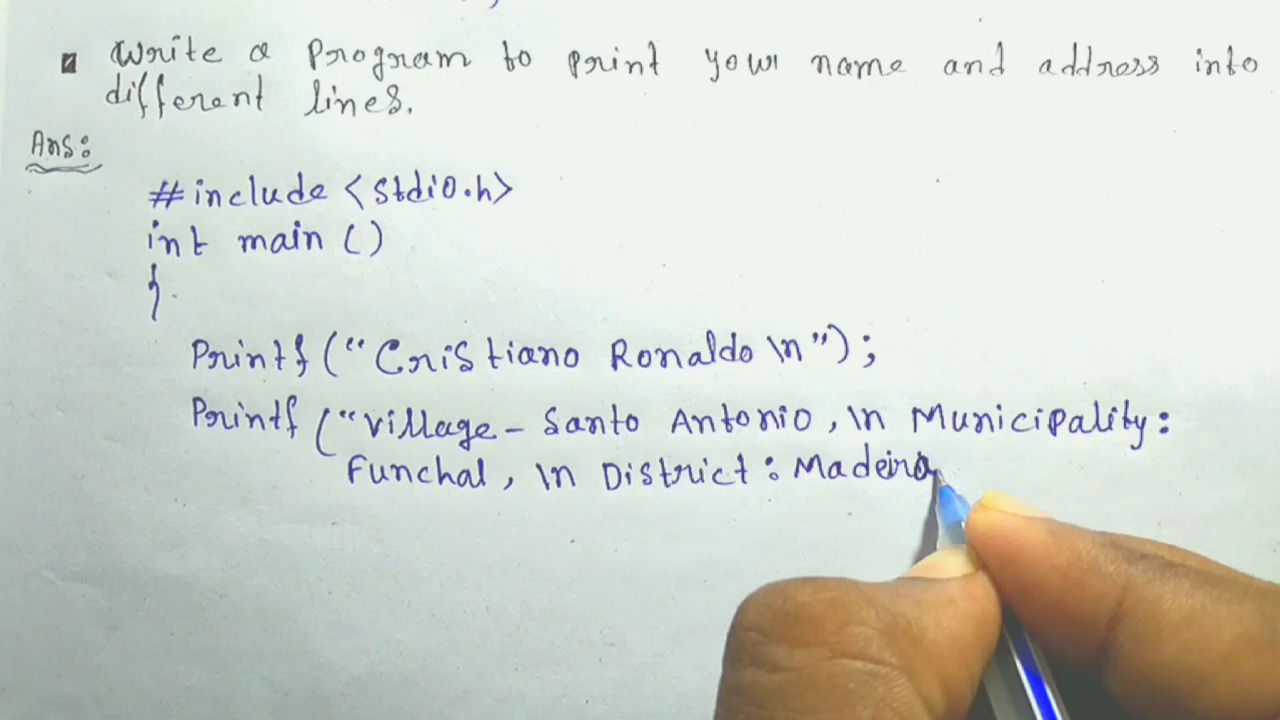 Write a Program to print your name and address into
different lines.
Ans:
#include <stdio.h>
int main ()
{
Printf ("Cristiano Ronaldo \n");
Printf ("Village - Santo Antonio, \n Municipality:
Funchal, \n District: Madeira